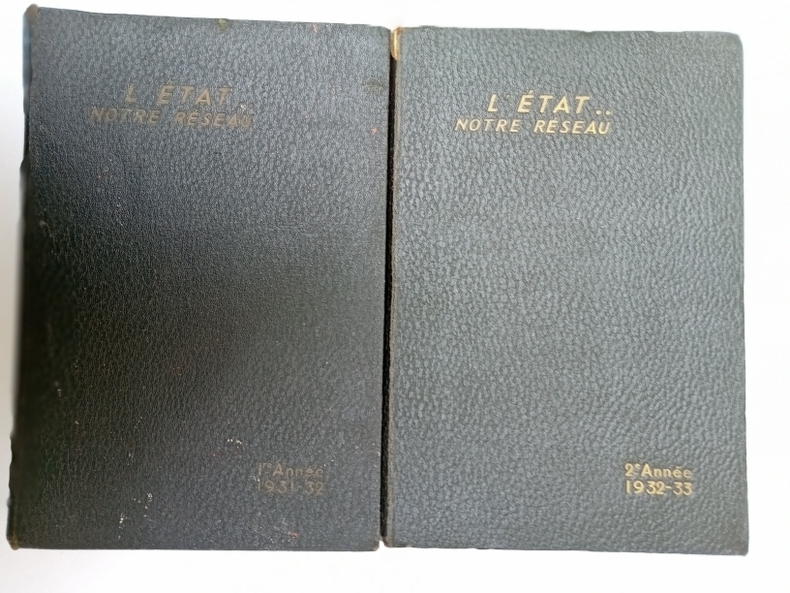 L'ÉTAT..
NOTRE RÉSEAU
1re Année
1931-32
L'ÉTAT..
NOTRE RÉSEAU
2e Année
1932-33